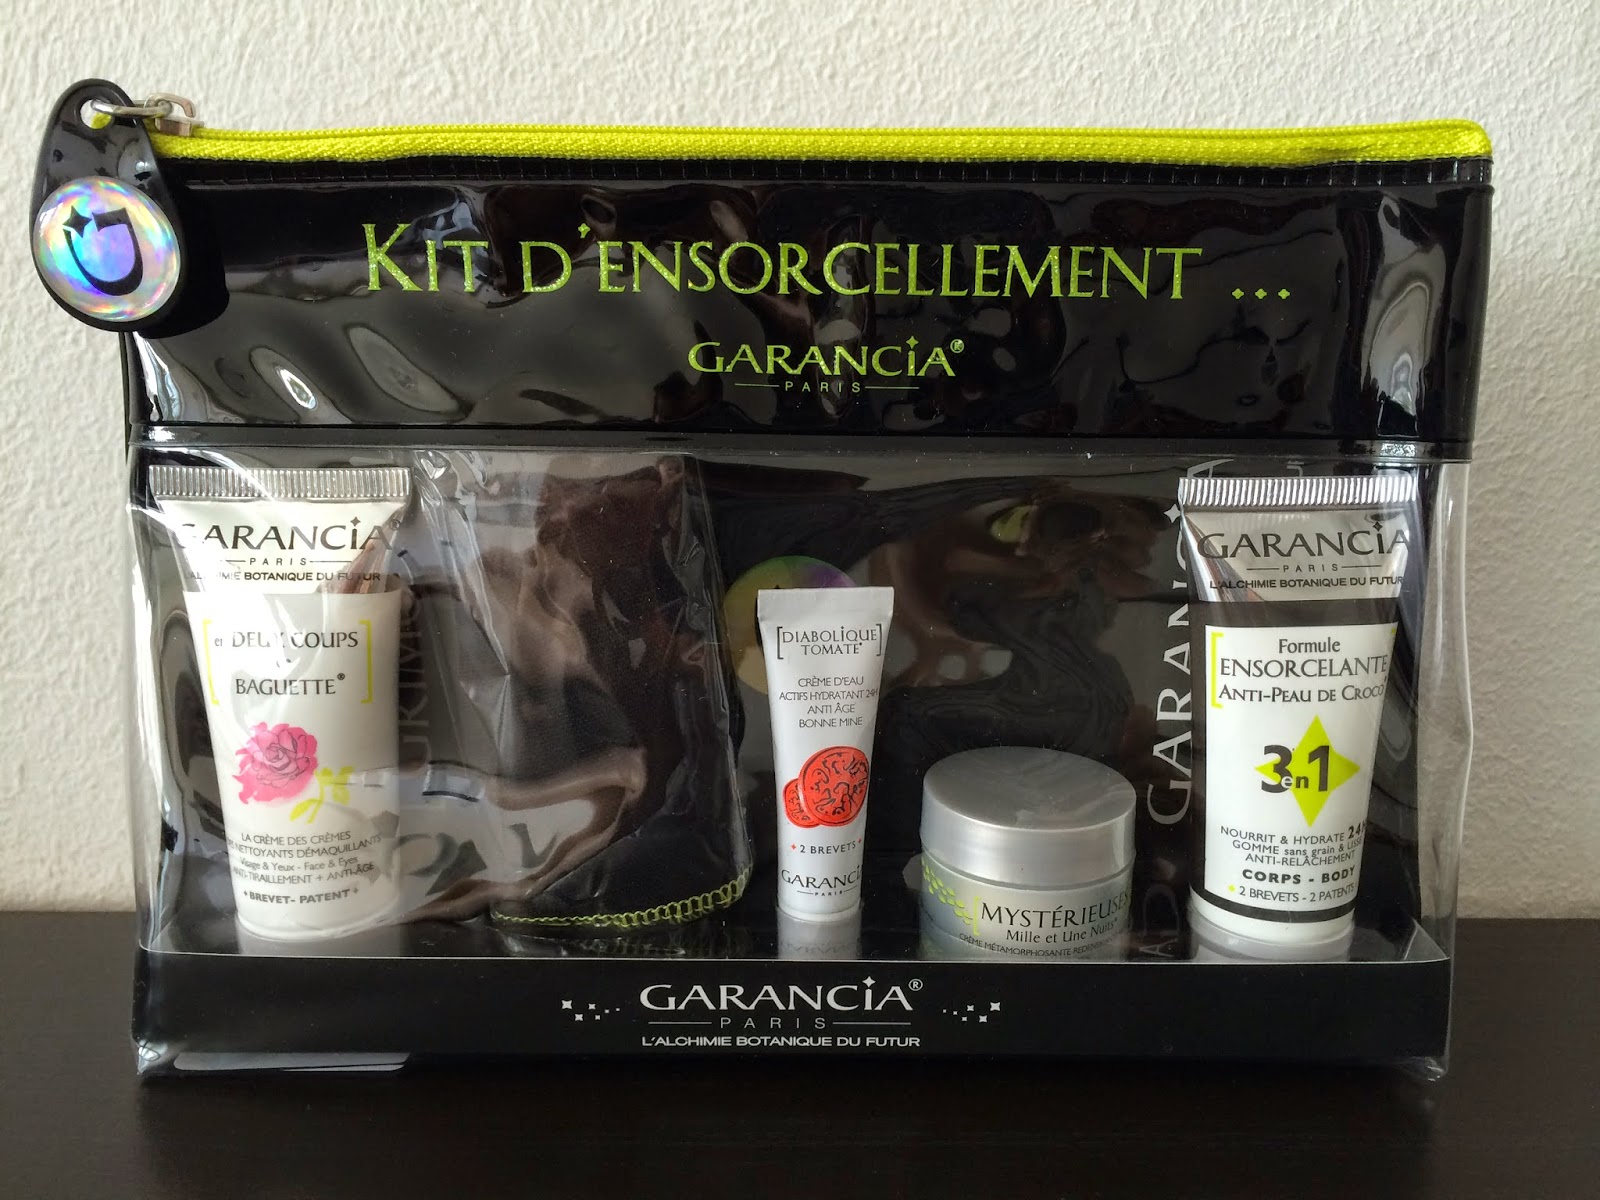 KIT D'ENSORCELLEMENT ...
GARANCIA®
PARIS
GARANCIA®
PARIS
L'ALCHIMIE BOTANIQUE DU FUTUR
en DEUX COUPS
BAGUETTE®
LA CRÈME DES CRÈMES
NETTOYANTS DÉMAQUILLANTS
Visage & Yeux - Face & Eyes
ANTI-TIRAILLEMENT + ANTI-ÂGE
+BREVET- PATENT+
DIABOLIQUE
TOMATE®
CRÈME D'EAU
ACTIFS HYDRATANT 24H
ANTI ÂGE
BONNE MINE
+ 2 BREVETS +
GARANCIA
PARIS
MYSTÉRIEUSES
Mille et Une Nuits®
CRÈME MÉTAMORPHOSANTE
GARANCIA
GARANCIA
PARIS
L'ALCHIMIE BOTANIQUE DU FUTUR
Formule
ENSORCELANTE
ANTI-PEAU DE CROCO®
3 en 1
NOURRIT & HYDRATE 24H
GOMME sans grain & LISSE
ANTI-RELÂCHEMENT
CORPS - BODY
+ 2 BREVETS - 2 PATENTS
GARANCIA®
PARIS
L'ALCHIMIE BOTANIQUE DU FUTUR